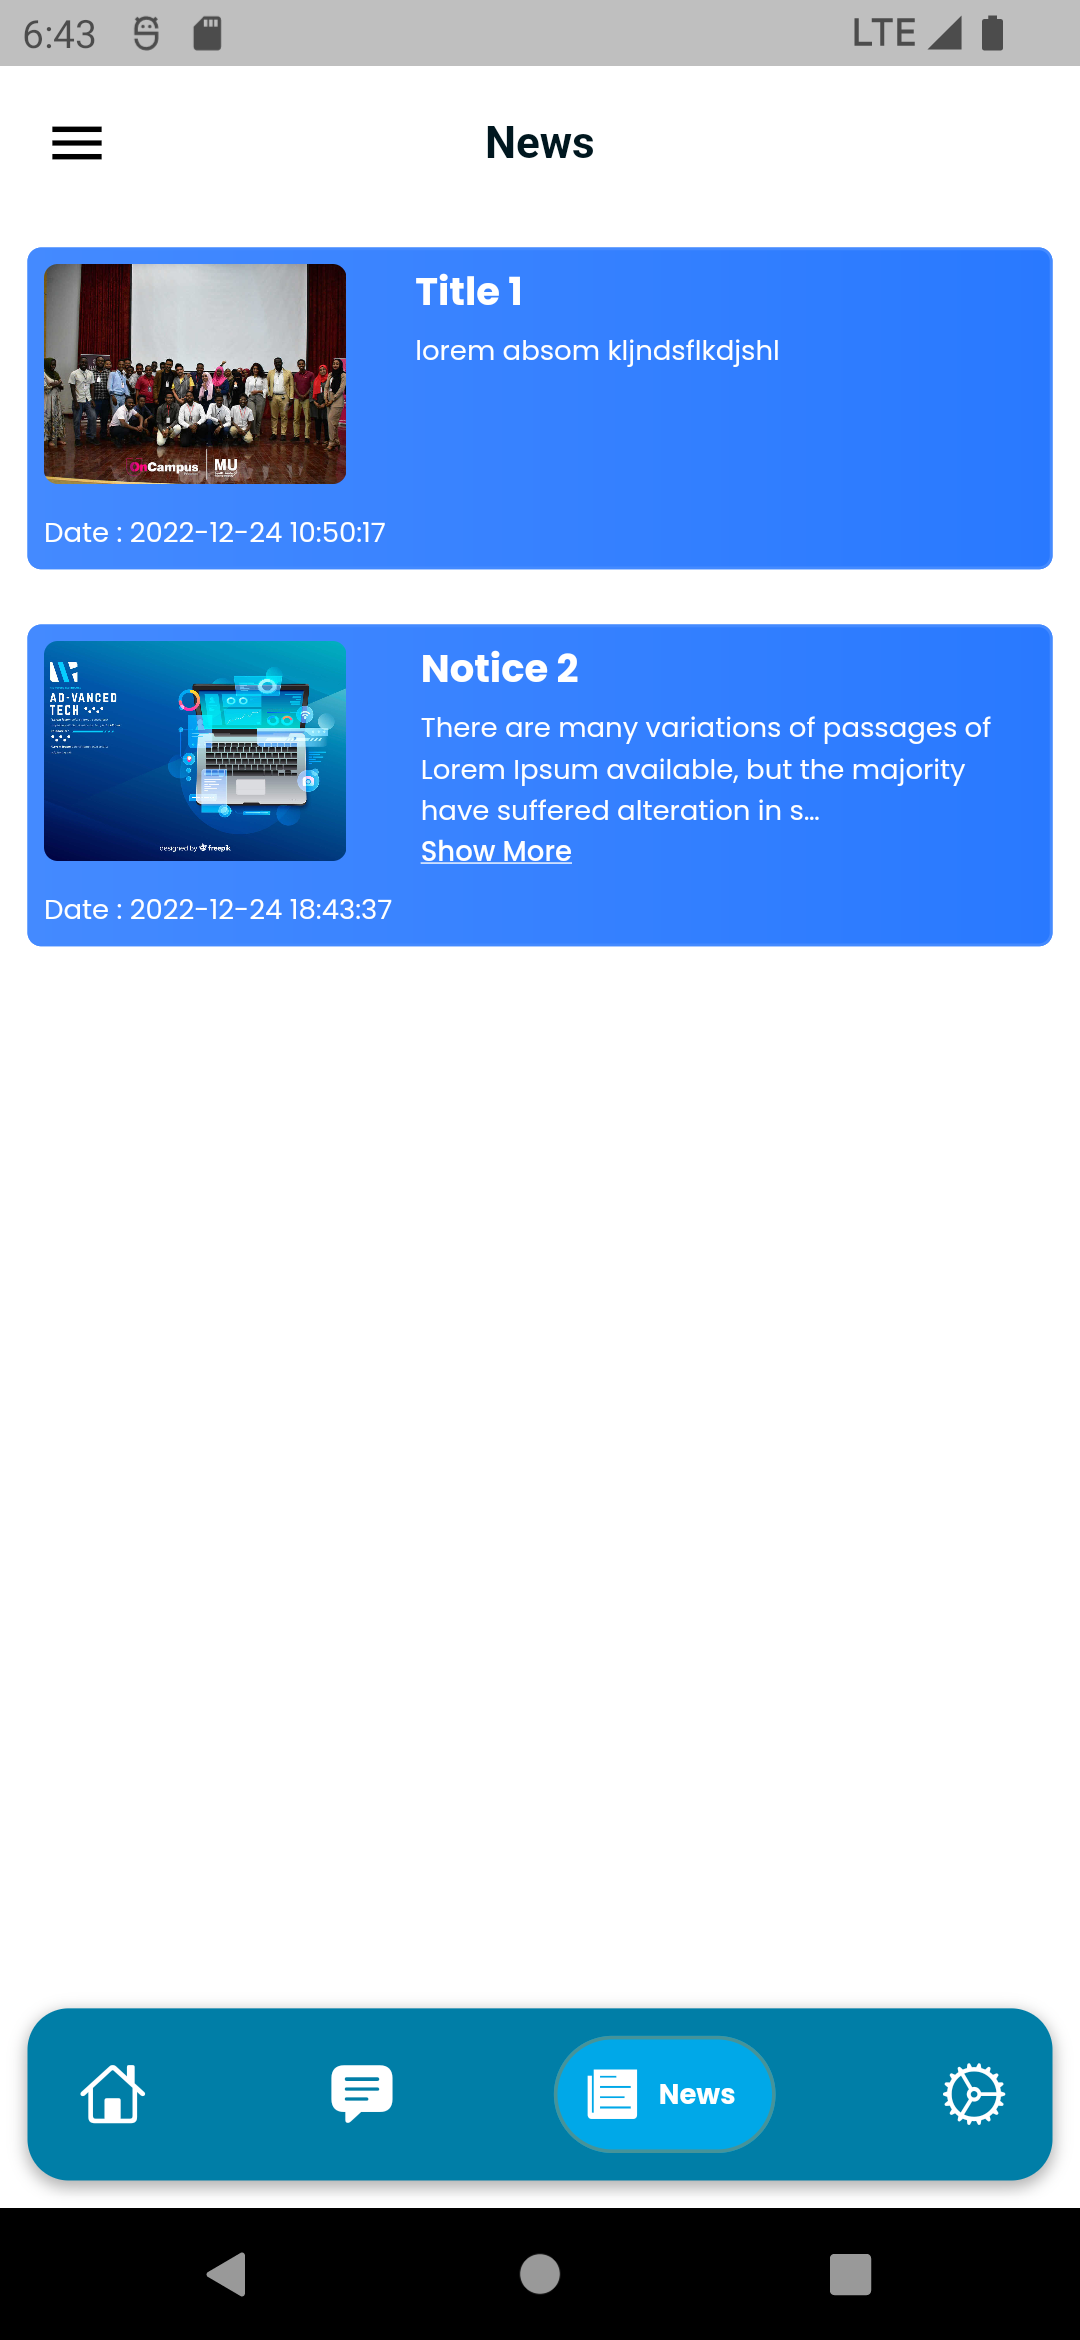 6:43
LTE
News
Title 1
lorem absom kljndsflkdjshl
OnCampus
MU
Date : 2022-12-24 10:50:17
AD-VANCED
TECH
designed by freepik
Notice 2
There are many variations of passages of
Lorem Ipsum available, but the majority
have suffered alteration in s...
Show More
Date : 2022-12-24 18:43:37
News